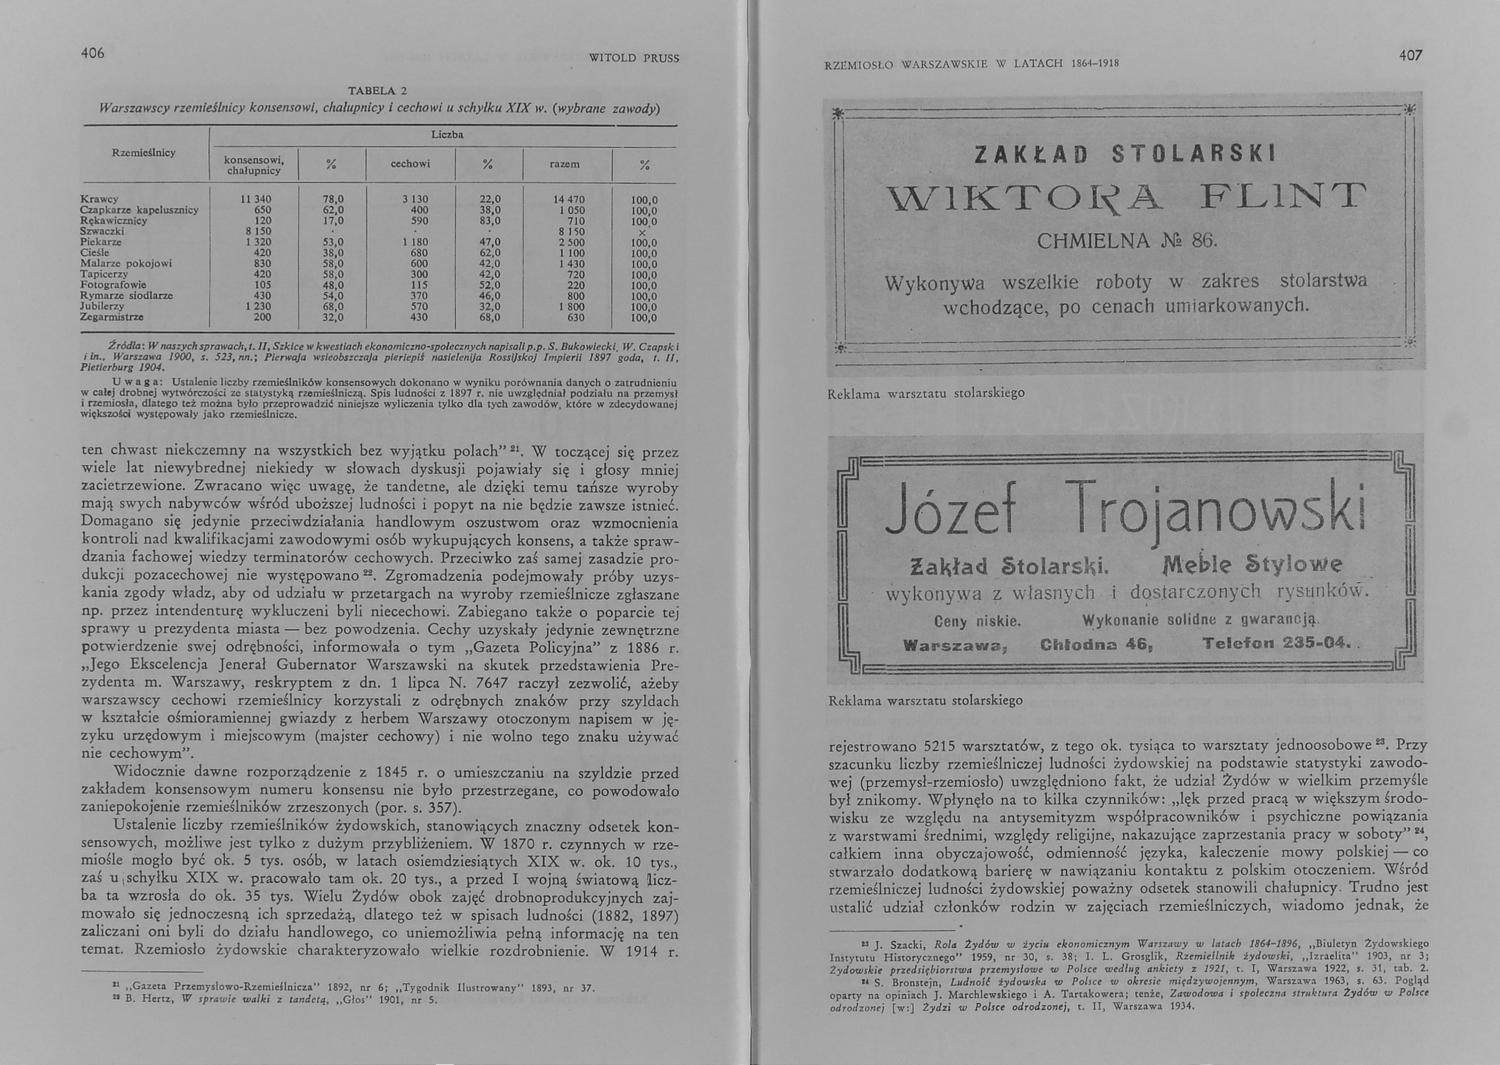 406
WITOLD PRUSS
TABELA 2
Warszawscy rzemieślnicy konsensowi, chałupnicy i cechowi u schyłku XIX w. (wybrane zawody)
Rzemieślnicy
Liczba
konsensowi, chałupnicy % cechowi % razem %
Krawcy 11 340 78,0 3 130 22,0 14 470 100,0
Czapkarze kapelusznicy 650 62,0 400 38,0 1 050 100,0
Rękawicznicy 120 17,0 590 83,0 710 100,0
Szwaczki 8 150 . . . 8 150 x
Piekarze 1 320 53,0 1 180 47,0 2 500 100,0
Cieśle 420 38,0 680 62,0 1 100 100,0
Malarze pokojowi 830 58,0 600 42,0 1 430 100,0
Tapicerzy 420 58,0 300 42,0 720 100,0
Fotografowie 105 48,0 115 52,0 220 100,0
Rymarze siodlarze 430 54,0 370 46,0 800 100,0
Jubilerzy 1 230 68,0 570 32,0 1 800 100,0
Zegarmistrze 200 32,0 430 68,0 630 100,0
Źródła: W naszych sprawach, t. II, Szkice w kwestiach ekonomiczno-społecznych napisali p.p. S. Bukowiecki, W. Czapski
i in., Warszawa 1900, s. 523, nn.; Pierwaja wsieobszczaja pieriepiś nasielenija Rossijskoj Impierii 1897 goda, t. II,
Pietierburg 1904.
Uwaga: Ustalenie liczby rzemieślników konsensowych dokonano w wyniku porównania danych o zatrudnieniu
w całej drobnej wytwórczości ze statystyką rzemieślniczą. Spis ludności z 1897 r. nie uwzględniał podziału na przemysł
i rzemiosła, dlatego też można było przeprowadzić niniejsze wyliczenia tylko dla tych zawodów, które w zdecydowanej
większości występowały jako rzemieślnicze.
ten chwast niekczemny na wszystkich bez wyjątku polach” 21. W toczącej się przez
wiele lat niewybrednej niekiedy w słowach dyskusji pojawiały się i głosy mniej
zacietrzewione. Zwracano więc uwagę, że tandetne, ale dzięki temu tańsze wyroby
mają swych nabywców wśród uboższej ludności i popyt na nie będzie zawsze istnieć.
Domagano się jedynie przeciwdziałania handlowym oszustwom oraz wzmocnienia
kontroli nad kwalifikacjami zawodowymi osób wykupujących konsens, a także spraw-
dzania fachowej wiedzy terminatorów cechowych. Przeciwko zaś samej zasadzie pro-
dukcji pozacechowej nie występowano 22. Zgromadzenia podejmowały próby uzys-
kania zgody władz, aby od udziału w przetargach na wyroby rzemieślnicze zgłaszane
np. przez intendenturę wykluczeni byli niecechowi. Zabiegano także o poparcie tej
sprawy u prezydenta miasta — bez powodzenia. Cechy uzyskały jedynie zewnętrzne
potwierdzenie swej odrębności, informowała o tym „Gazeta Policyjna” z 1886 r.
„Jego Ekscelencja Jenerał Gubernator Warszawski na skutek przedstawienia Pre-
zydenta m. Warszawy, reskryptem z dn. 1 lipca N. 7647 raczył zezwolić, ażeby
warszawscy cechowi rzemieślnicy korzystali z odrębnych znaków przy szyldach
w kształcie ośmioramiennej gwiazdy z herbem Warszawy otoczonym napisem w ję-
zyku urzędowym i miejscowym (majster cechowy) i nie wolno tego znaku używać
nie cechowym”.
Widocznie dawne rozporządzenie z 1845 r. o umieszczaniu na szyldzie przed
zakładem konsensowym numeru konsensu nie było przestrzegane, co powodowało
zaniepokojenie rzemieślników zrzeszonych (por. s. 357).
Ustalenie liczby rzemieślników żydowskich, stanowiących znaczny odsetek kon-
sensowych, możliwe jest tylko z dużym przybliżeniem. W 1870 r. czynnych w rze-
miośle mogło być ok. 5 tys. osób, w latach osiemdziesiątych XIX w. ok. 10 tys.,
zaś u schyłku XIX w. pracowało tam ok. 20 tys., a przed I wojną światową licz-
ba ta wzrosła do ok. 35 tys. Wielu Żydów obok zajęć drobnoprodukcyjnych zaj-
mowało się jednoczesną ich sprzedażą, dlatego też w spisach ludności (1882, 1897)
zaliczani oni byli do działu handlowego, co uniemożliwia pełną informację na ten
temat. Rzemiosło żydowskie charakteryzowało wielkie rozdrobnienie. W 1914 r.
21 „Gazeta Przemysłowo-Rzemieślnicza” 1892, nr 6; „Tygodnik Ilustrowany” 1893, nr 37.
22 B. Hertz, W sprawie walki z tandetą, „Głos” 1901, nr 5.
RZEMIOSŁO WARSZAWSKIE W LATACH 1864–1918
407
ZAKŁAD STOLARSKI
WIKTORA FLINT
CHMIELNA № 86.
Wykonywa wszelkie roboty w zakres stolarstwa
wchodzące, po cenach umiarkowanych.
Reklama warsztatu stolarskiego
Józef Trojanowski
Zakład Stolarski. Meble Stylowe
wykonywa z własnych i dostarczonych rysunków.
Ceny niskie. Wykonanie solidne z gwarancją.
Warszawa, Chłodna 46, Telefon 235-04.
Reklama warsztatu stolarskiego
rejestrowano 5215 warsztatów, z tego ok. tysiąca to warsztaty jednoosobowe 23. Przy
szacunku liczby rzemieślniczej ludności żydowskiej na podstawie statystyki zawodo-
wej (przemysł-rzemiosło) uwzględniono fakt, że udział Żydów w wielkim przemyśle
był znikomy. Wpłynęło na to kilka czynników: „lęk przed pracą w większym środo-
wisku ze względu na antysemityzm współpracowników i psychiczne powiązania
z warstwami średnimi, względy religijne, nakazujące zaprzestania pracy w soboty” 24,
całkiem inna obyczajowość, odmienność języka, kaleczenie mowy polskiej — co
stwarzało dodatkową barierę w nawiązaniu kontaktu z polskim otoczeniem. Wśród
rzemieślniczej ludności żydowskiej poważny odsetek stanowili chałupnicy. Trudno jest
ustalić udział członków rodzin w zajęciach rzemieślniczych, wiadomo jednak, że
23 J. Szacki, Rola Żydów w życiu ekonomicznym Warszawy w latach 1864-1896, „Biuletyn Żydowskiego
Instytutu Historycznego” 1959, nr 30, s. 38; I. L. Grosglik, Rzemieślnik żydowski, „Izraelita” 1903, nr 3;
Żydowskie przedsiębiorstwa przemysłowe w Polsce według ankiety z 1921, t. I, Warszawa 1922, s. 31, tab. 2.
24 S. Bronstejn, Ludność żydowska w Polsce w okresie międzywojennym, Warszawa 1963, s. 63. Pogląd
oparty na opiniach J. Marchlewskiego i A. Tartakowera; tenże, Zawodowa i społeczna struktura Żydów w Polsce
odrodzonej [w:] Żydzi w Polsce odrodzonej, t. II, Warszawa 1934.